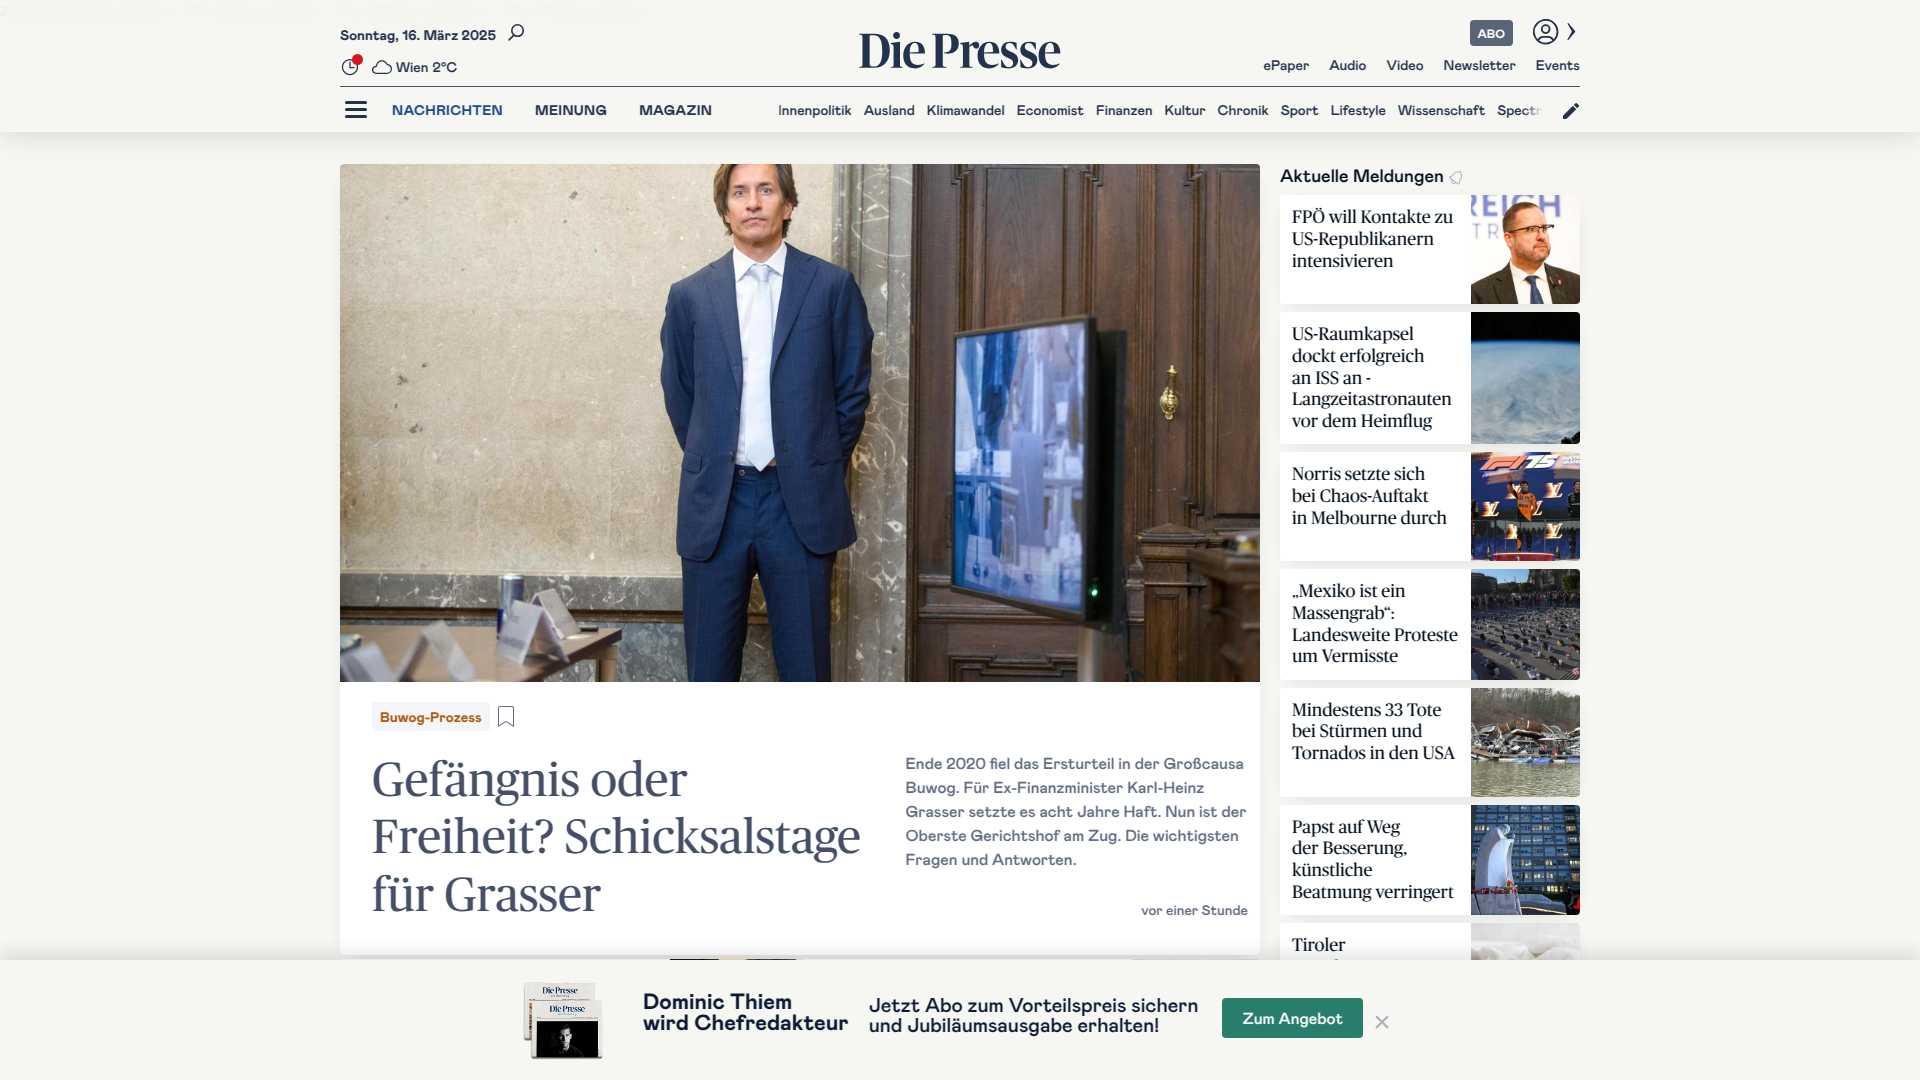 Sonntag, 16. März 2025
Wien 2°C
Die Presse
ABO
ePaper Audio Video Newsletter Events
NACHRICHTEN MEINUNG MAGAZIN
Innenpolitik Ausland Klimawandel Economist Finanzen Kultur Chronik Sport Lifestyle Wissenschaft Spectr
Buwog-Prozess
Gefängnis oder
Freiheit? Schicksalstage
für Grasser
Ende 2020 fiel das Ersturteil in der Großcausa
Buwog. Für Ex-Finanzminister Karl-Heinz
Grasser setzte es acht Jahre Haft. Nun ist der
Oberste Gerichtshof am Zug. Die wichtigsten
Fragen und Antworten.
vor einer Stunde
Aktuelle Meldungen
FPÖ will Kontakte zu
US-Republikanern
intensivieren
REICH
TR
US-Raumkapsel
dockt erfolgreich
an ISS an -
Langzeitastronauten
vor dem Heimflug
Norris setzte sich
bei Chaos-Auftakt
in Melbourne durch
F1 75
„Mexiko ist ein
Massengrab“:
Landesweite Proteste
um Vermisste
Mindestens 33 Tote
bei Stürmen und
Tornados in den USA
Papst auf Weg
der Besserung,
künstliche
Beatmung verringert
Tiroler
Die Presse
Die Presse
Dominic Thiem
wird Chefredakteur
Jetzt Abo zum Vorteilspreis sichern
und Jubiläumsausgabe erhalten!
Zum Angebot